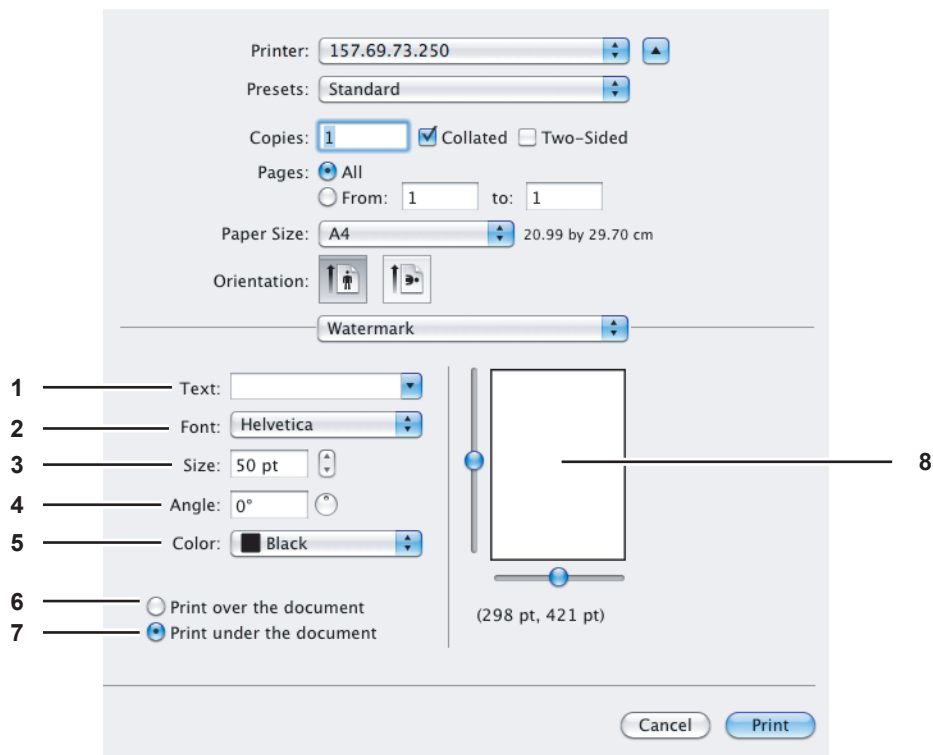 Printer: 157.69.73.250
Presets: Standard
Copies: 1 Collated Two-Sided
Pages: All
From: 1 to: 1
Paper Size: A4 20.99 by 29.70 cm
Orientation:
Watermark
1 Text:
2 Font: Helvetica
3 Size: 50 pt
4 Angle: 0°
5 Color: Black
8
6 Print over the document
7 Print under the document
(298 pt, 421 pt)
Cancel Print